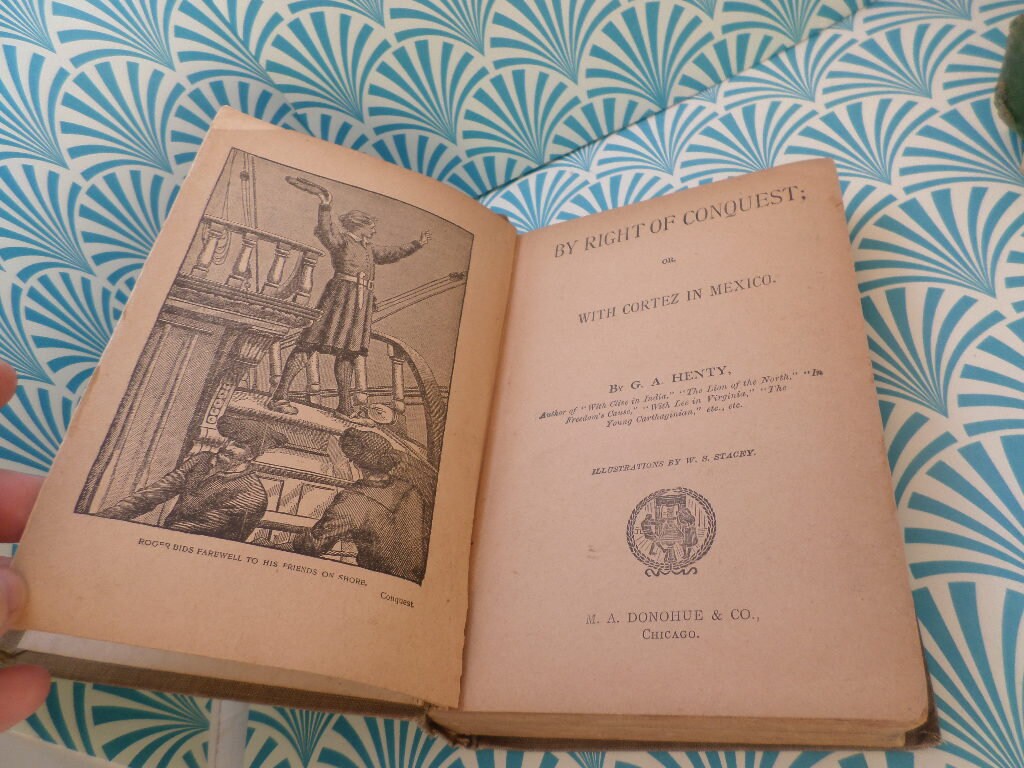 ROGER BIDS FAREWELL TO HIS FRIENDS ON SHORE.
Conquest.
BY RIGHT OF CONQUEST;
OR,
WITH CORTEZ IN MEXICO.
By G. A. HENTY,
Author of "With Clive in India," "The Lion of the North," "In
Freedom's Cause," "With Lee in Virginia," "The
Young Carthaginian," etc., etc.
ILLUSTRATIONS BY W. S. STACEY.
M. A. DONOHUE & CO.,
CHICAGO.